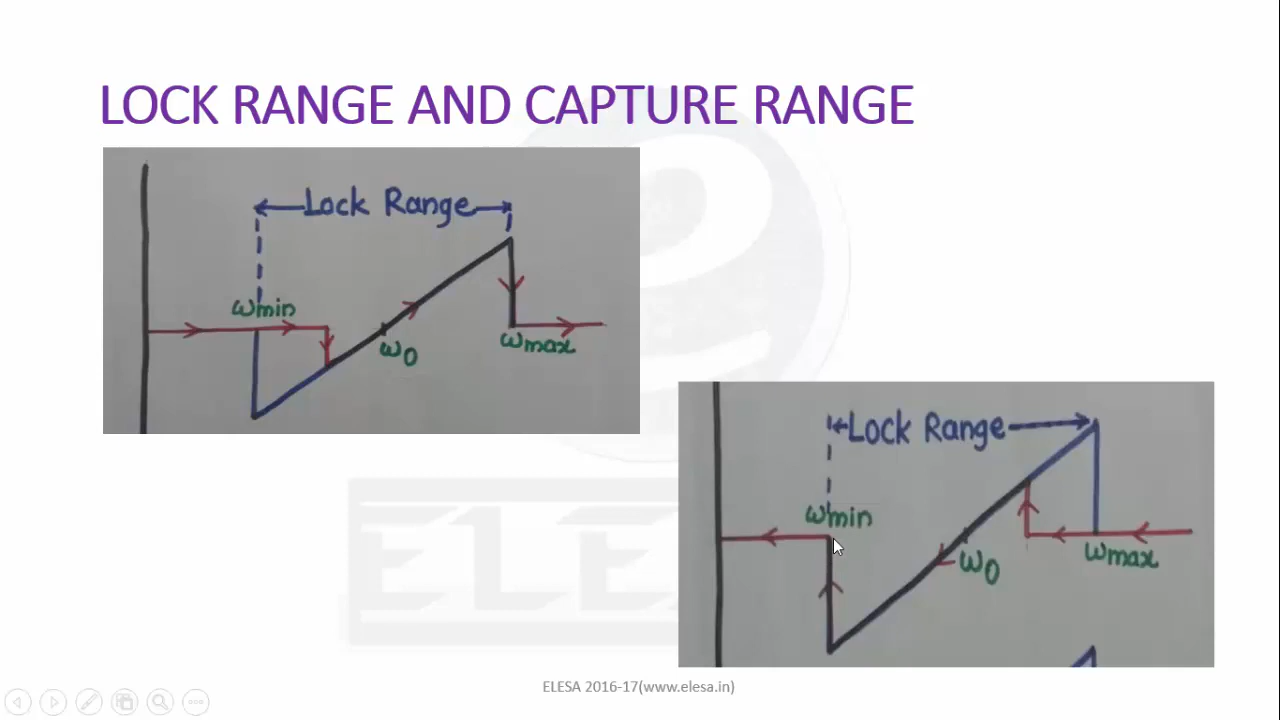 LOCK RANGE AND CAPTURE RANGE
Lock Range
ωmin
ω0
ωmax
Lock Range
ωmin
ω0
ωmax
ELESA 2016-17(www.elesa.in)